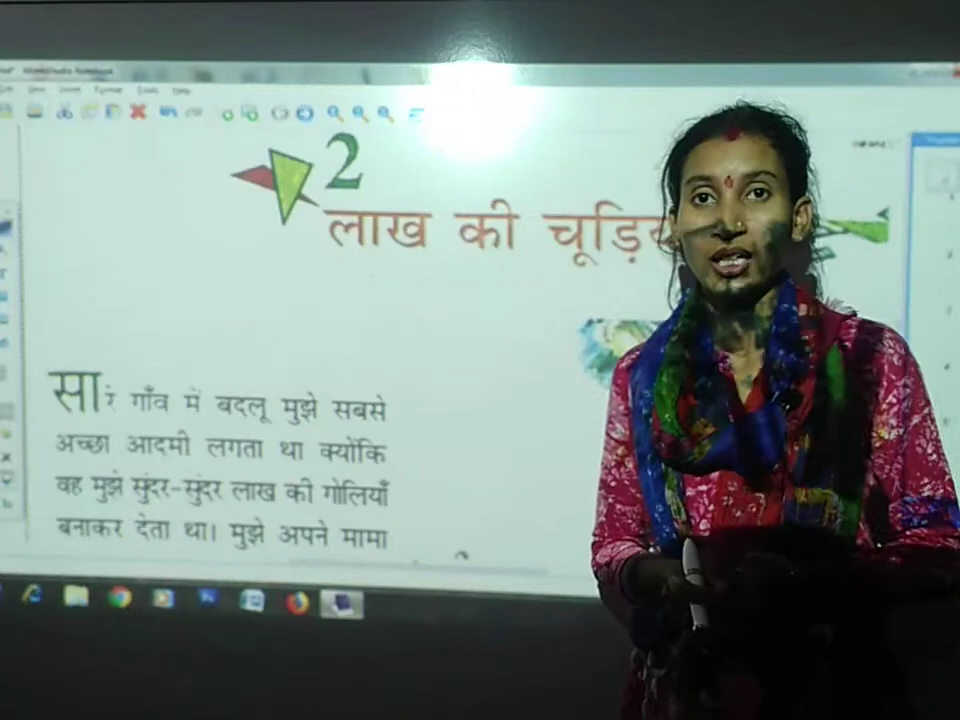 2
लाख की
सारे गाँव में बदलू मुझे सबसे
अच्छा आदमी लगता था क्योंकि
वह मुझे सुंदर-सुंदर लाख की गोलियाँ
बनाकर देता था। मुझे अपने मामा